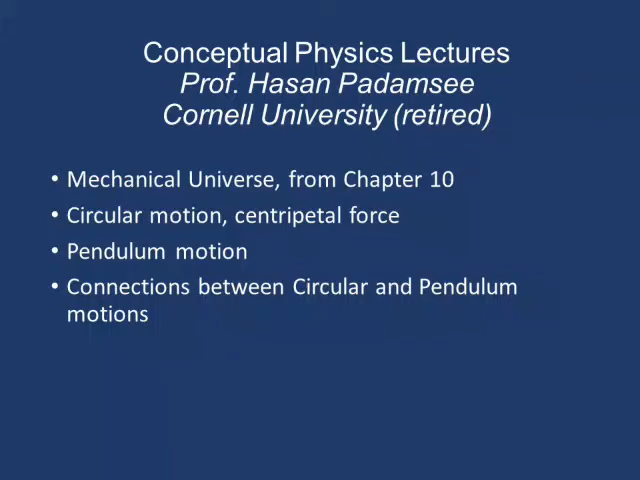 Conceptual Physics Lectures
Prof. Hasan Padamsee
Cornell University (retired)
• Mechanical Universe, from Chapter 10
• Circular motion, centripetal force
• Pendulum motion
• Connections between Circular and Pendulum
motions